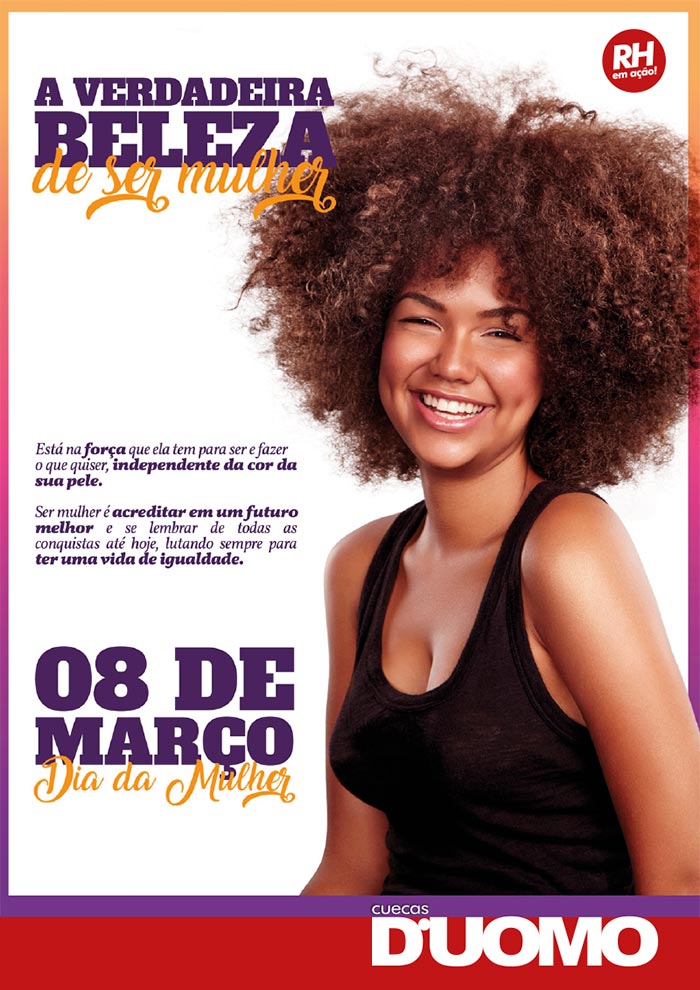 RH
em ação!
A VERDADEIRA
BELEZA
de ser mulher
Está na força que ela tem para ser e fazer
o que quiser, independente da cor da
sua pele.
Ser mulher é acreditar em um futuro
melhor e se lembrar de todas as
conquistas até hoje, lutando sempre para
ter uma vida de igualdade.
08 DE
MARÇO
Dia da Mulher
cuecas
D'UOMO